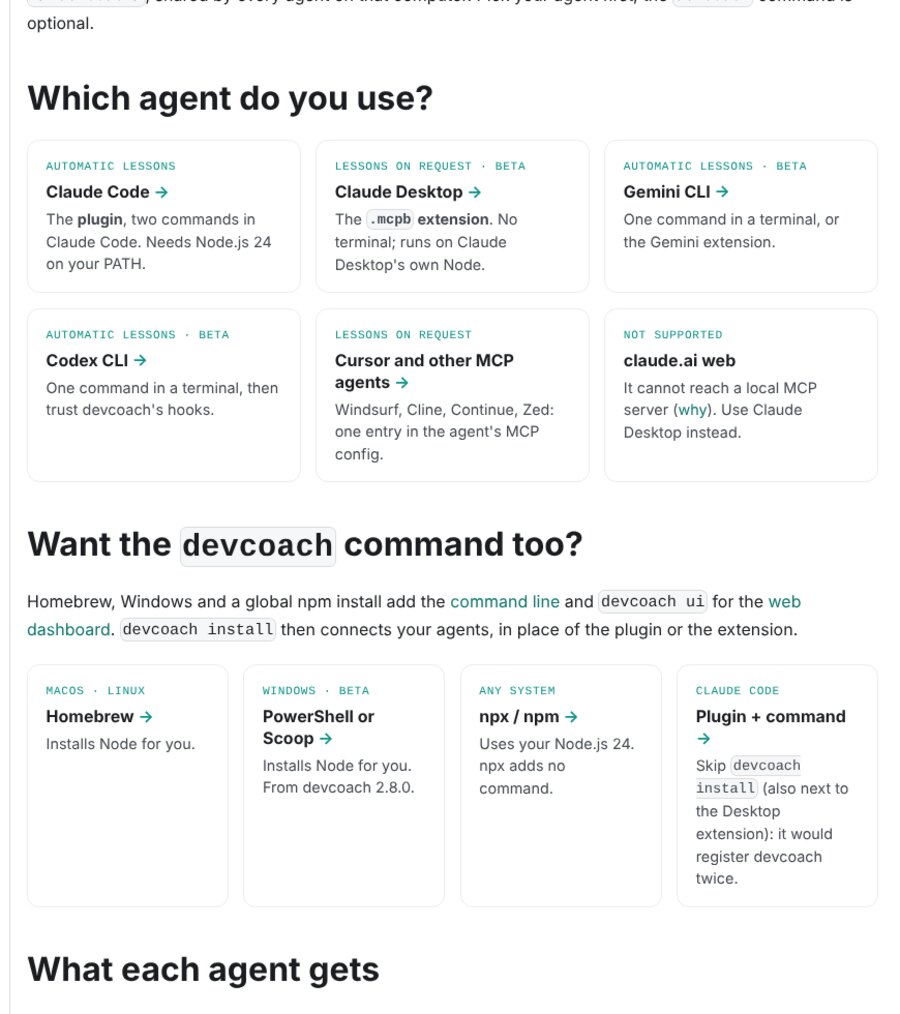 optional.
Which agent do you use?
AUTOMATIC LESSONS
Claude Code →
The plugin, two commands in
Claude Code. Needs Node.js 24
on your PATH.
LESSONS ON REQUEST · BETA
Claude Desktop →
The .mcpb extension. No
terminal; runs on Claude
Desktop's own Node.
AUTOMATIC LESSONS · BETA
Gemini CLI →
One command in a terminal, or
the Gemini extension.
AUTOMATIC LESSONS · BETA
Codex CLI →
One command in a terminal, then
trust devcoach's hooks.
LESSONS ON REQUEST
Cursor and other MCP
agents →
Windsurf, Cline, Continue, Zed:
one entry in the agent's MCP
config.
NOT SUPPORTED
claude.ai web
It cannot reach a local MCP
server (why). Use Claude
Desktop instead.
Want the devcoach command too?
Homebrew, Windows and a global npm install add the command line and devcoach ui for the web
dashboard. devcoach install then connects your agents, in place of the plugin or the extension.
MACOS · LINUX
Homebrew →
Installs Node for you.
WINDOWS · BETA
PowerShell or
Scoop →
Installs Node for you.
From devcoach 2.8.0.
ANY SYSTEM
npx / npm →
Uses your Node.js 24.
npx adds no
command.
CLAUDE CODE
Plugin + command
→
Skip devcoach
install (also next to
the Desktop
extension): it would
register devcoach
twice.
What each agent gets